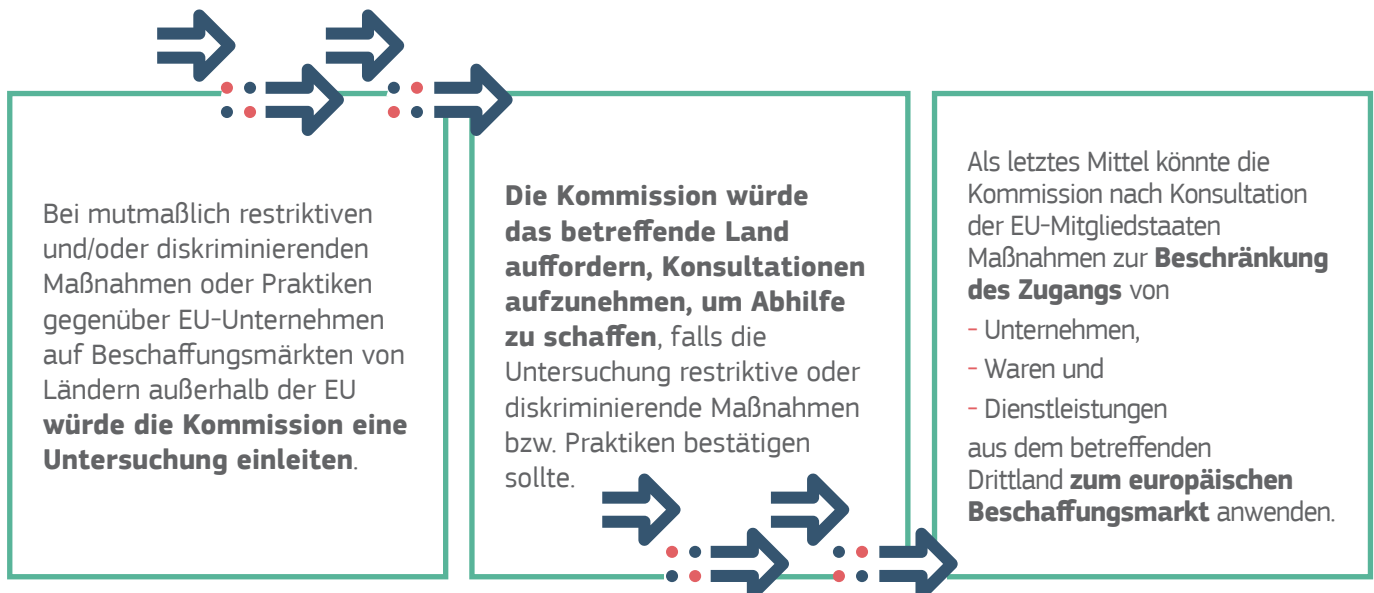 Bei mutmaßlich restriktiven
und/oder diskriminierenden
Maßnahmen oder Praktiken
gegenüber EU-Unternehmen
auf Beschaffungsmärkten von
Ländern außerhalb der EU
würde die Kommission eine
Untersuchung einleiten.
Die Kommission würde
das betreffende Land
auffordern, Konsultationen
aufzunehmen, um Abhilfe
zu schaffen, falls die
Untersuchung restriktive oder
diskriminierende Maßnahmen
bzw. Praktiken bestätigen
sollte.
Als letztes Mittel könnte die
Kommission nach Konsultation
der EU-Mitgliedstaaten
Maßnahmen zur Beschränkung
des Zugangs von
- Unternehmen,
- Waren und
- Dienstleistungen
aus dem betreffenden
Drittland zum europäischen
Beschaffungsmarkt anwenden.